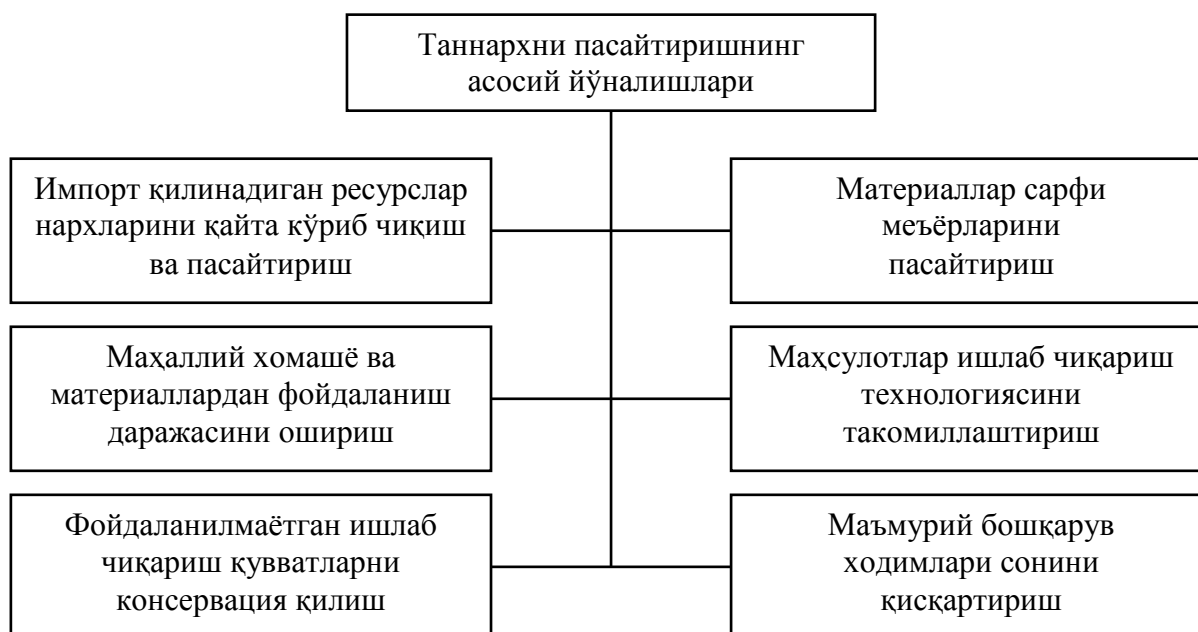 Таннархни пасайтиришнинг
асосий йўналишлари
Импорт қилинадиган ресурслар
нархларини қайта кўриб чиқиш
ва пасайтириш
Материаллар сарфи
меъёрларини
пасайтириш
Маҳаллий хомашё ва
материаллардан фойдаланиш
даражасини ошириш
Маҳсулотлар ишлаб чиқариш
технологиясини
такомиллаштириш
Фойдаланилмаётган ишлаб
чиқариш қувватларни
консервация қилиш
Маъмурий бошқарув
ходимлари сонини
қисқартириш